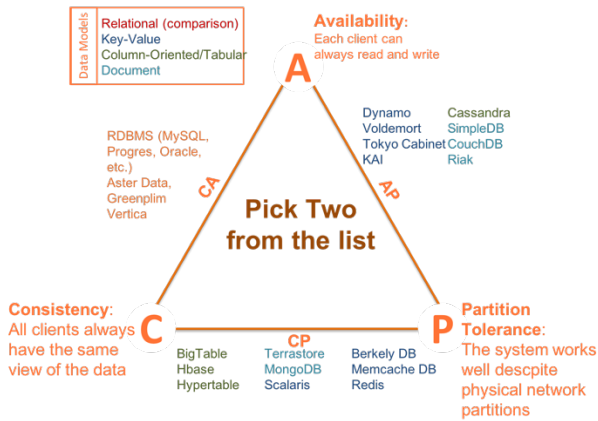 Data Models
Relational (comparison)
Key-Value
Column-Oriented/Tabular
Document
Availability:
Each client can
always read and write
A
RDBMS (MySQL,
Progres, Oracle,
etc.)
Aster Data,
Greenplim
Vertica
CA
Dynamo
Voldemort
Tokyo Cabinet
KAI
Cassandra
SimpleDB
CouchDB
Riak
AP
Pick Two
from the list
Consistency:
All clients always
have the same
view of the data
C
CP
P
Partition
Tolerance:
The system works
well descpite
physical network
partitions
BigTable
Hbase
Hypertable
Terrastore
MongoDB
Scalaris
Berkely DB
Memcache DB
Redis